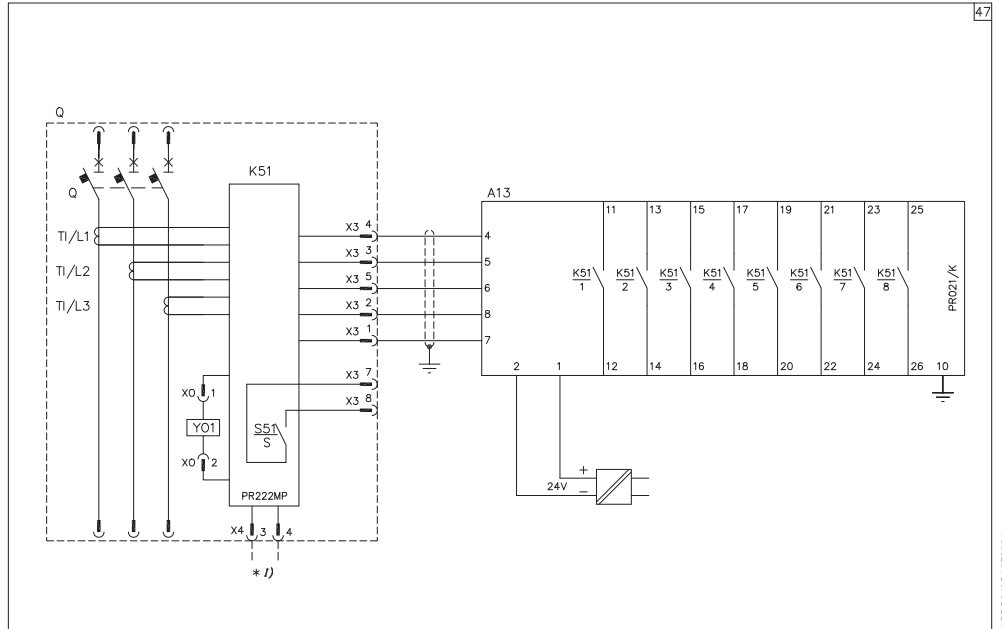 47
Q
Q
K51
A13
TI/L1
TI/L2
TI/L3
X3 4
X3 3
X3 5
X3 2
X3 1
X3 7
X3 8
4
5
6
8
7
11 13 15 17 19 21 23 25
K51 K51 K51 K51 K51 K51 K51 K51
1 2 3 4 5 6 7 8
PR021/K
2 1 12 14 16 18 20 22 24 26 10
X0 1
Y01
X0 2
S51
S
PR222MP
X4 3 4
* I)
24V + −